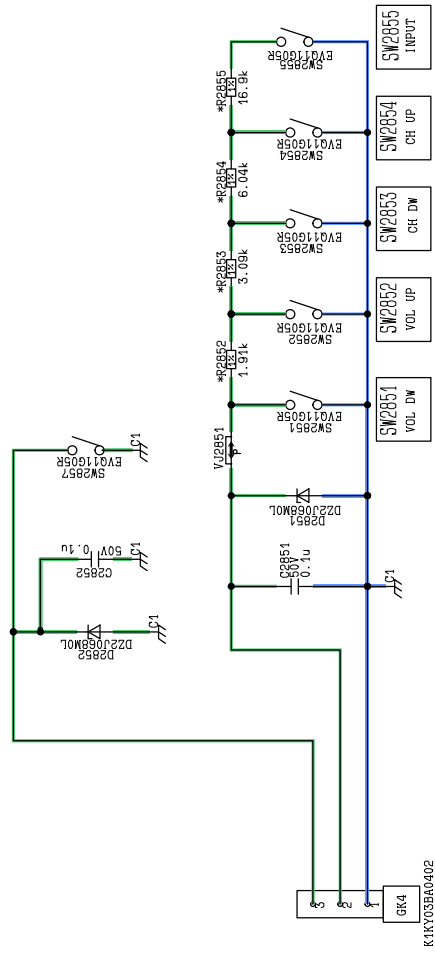 SW2855
INPUT
SW2855
EVQ11G05R
*R2855
1%
16.9k
SW2854
CH UP
SW2854
EVQ11G05R
*R2854
1%
6.04k
SW2853
CH DW
SW2853
EVQ11G05R
*R2853
1%
3.09k
SW2852
VOL UP
SW2852
EVQ11G05R
*R2852
1%
1.91k
SW2851
VOL DW
SW2851
EVQ11G05R
VJ2851
P
D2851
DZ2J068M0L
C2851
50V
0.1u
C1
SW2857
EVQ11G05R
C1
C2852
50V
0.1u
C1
D2852
DZ2J068M0L
C1
3
2
1
GK4
K1KY03BA0402